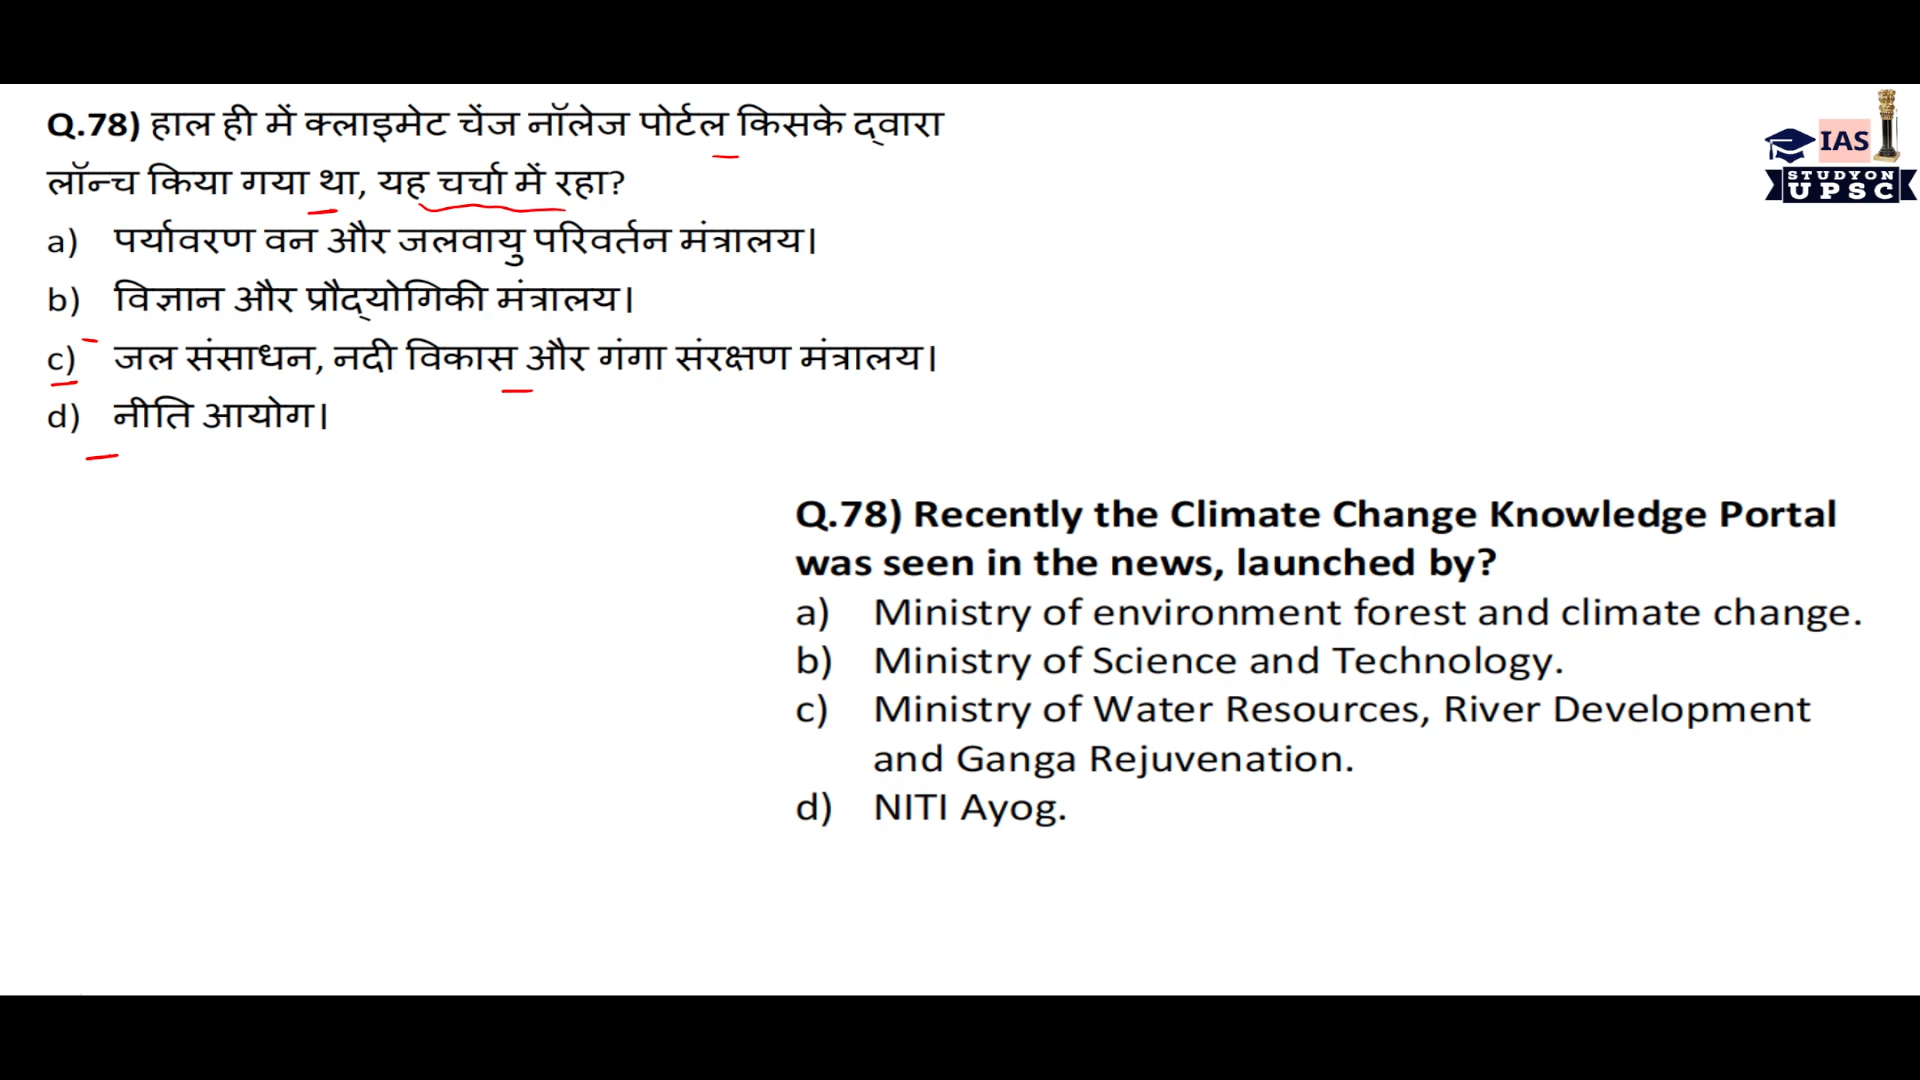 Q.78) हाल ही में क्लाइमेट चेंज नॉलेज पोर्टल किसके द्वारा
लॉन्च किया गया था, यह चर्चा में रहा?
a) पर्यावरण वन और जलवायु परिवर्तन मंत्रालय।
b) विज्ञान और प्रौद्योगिकी मंत्रालय।
c) जल संसाधन, नदी विकास और गंगा संरक्षण मंत्रालय।
d) नीति आयोग।
IAS
STUDYON
UPSC
Q.78) Recently the Climate Change Knowledge Portal
was seen in the news, launched by?
a) Ministry of environment forest and climate change.
b) Ministry of Science and Technology.
c) Ministry of Water Resources, River Development
and Ganga Rejuvenation.
d) NITI Ayog.